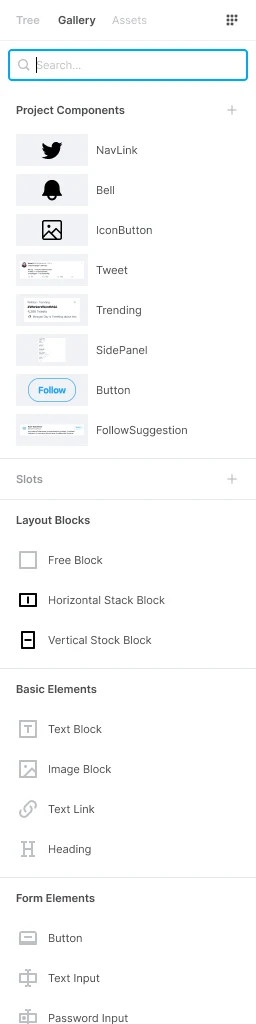 Tree Gallery Assets
Search...
Project Components
NavLink
Bell
IconButton
Tweet
Trending
SidePanel
Follow
Button
FollowSuggestion
Slots
Layout Blocks
Free Block
Horizontal Stack Block
Vertical Stock Block
Basic Elements
Text Block
Image Block
Text Link
Heading
Form Elements
Button
Text Input
Password Input